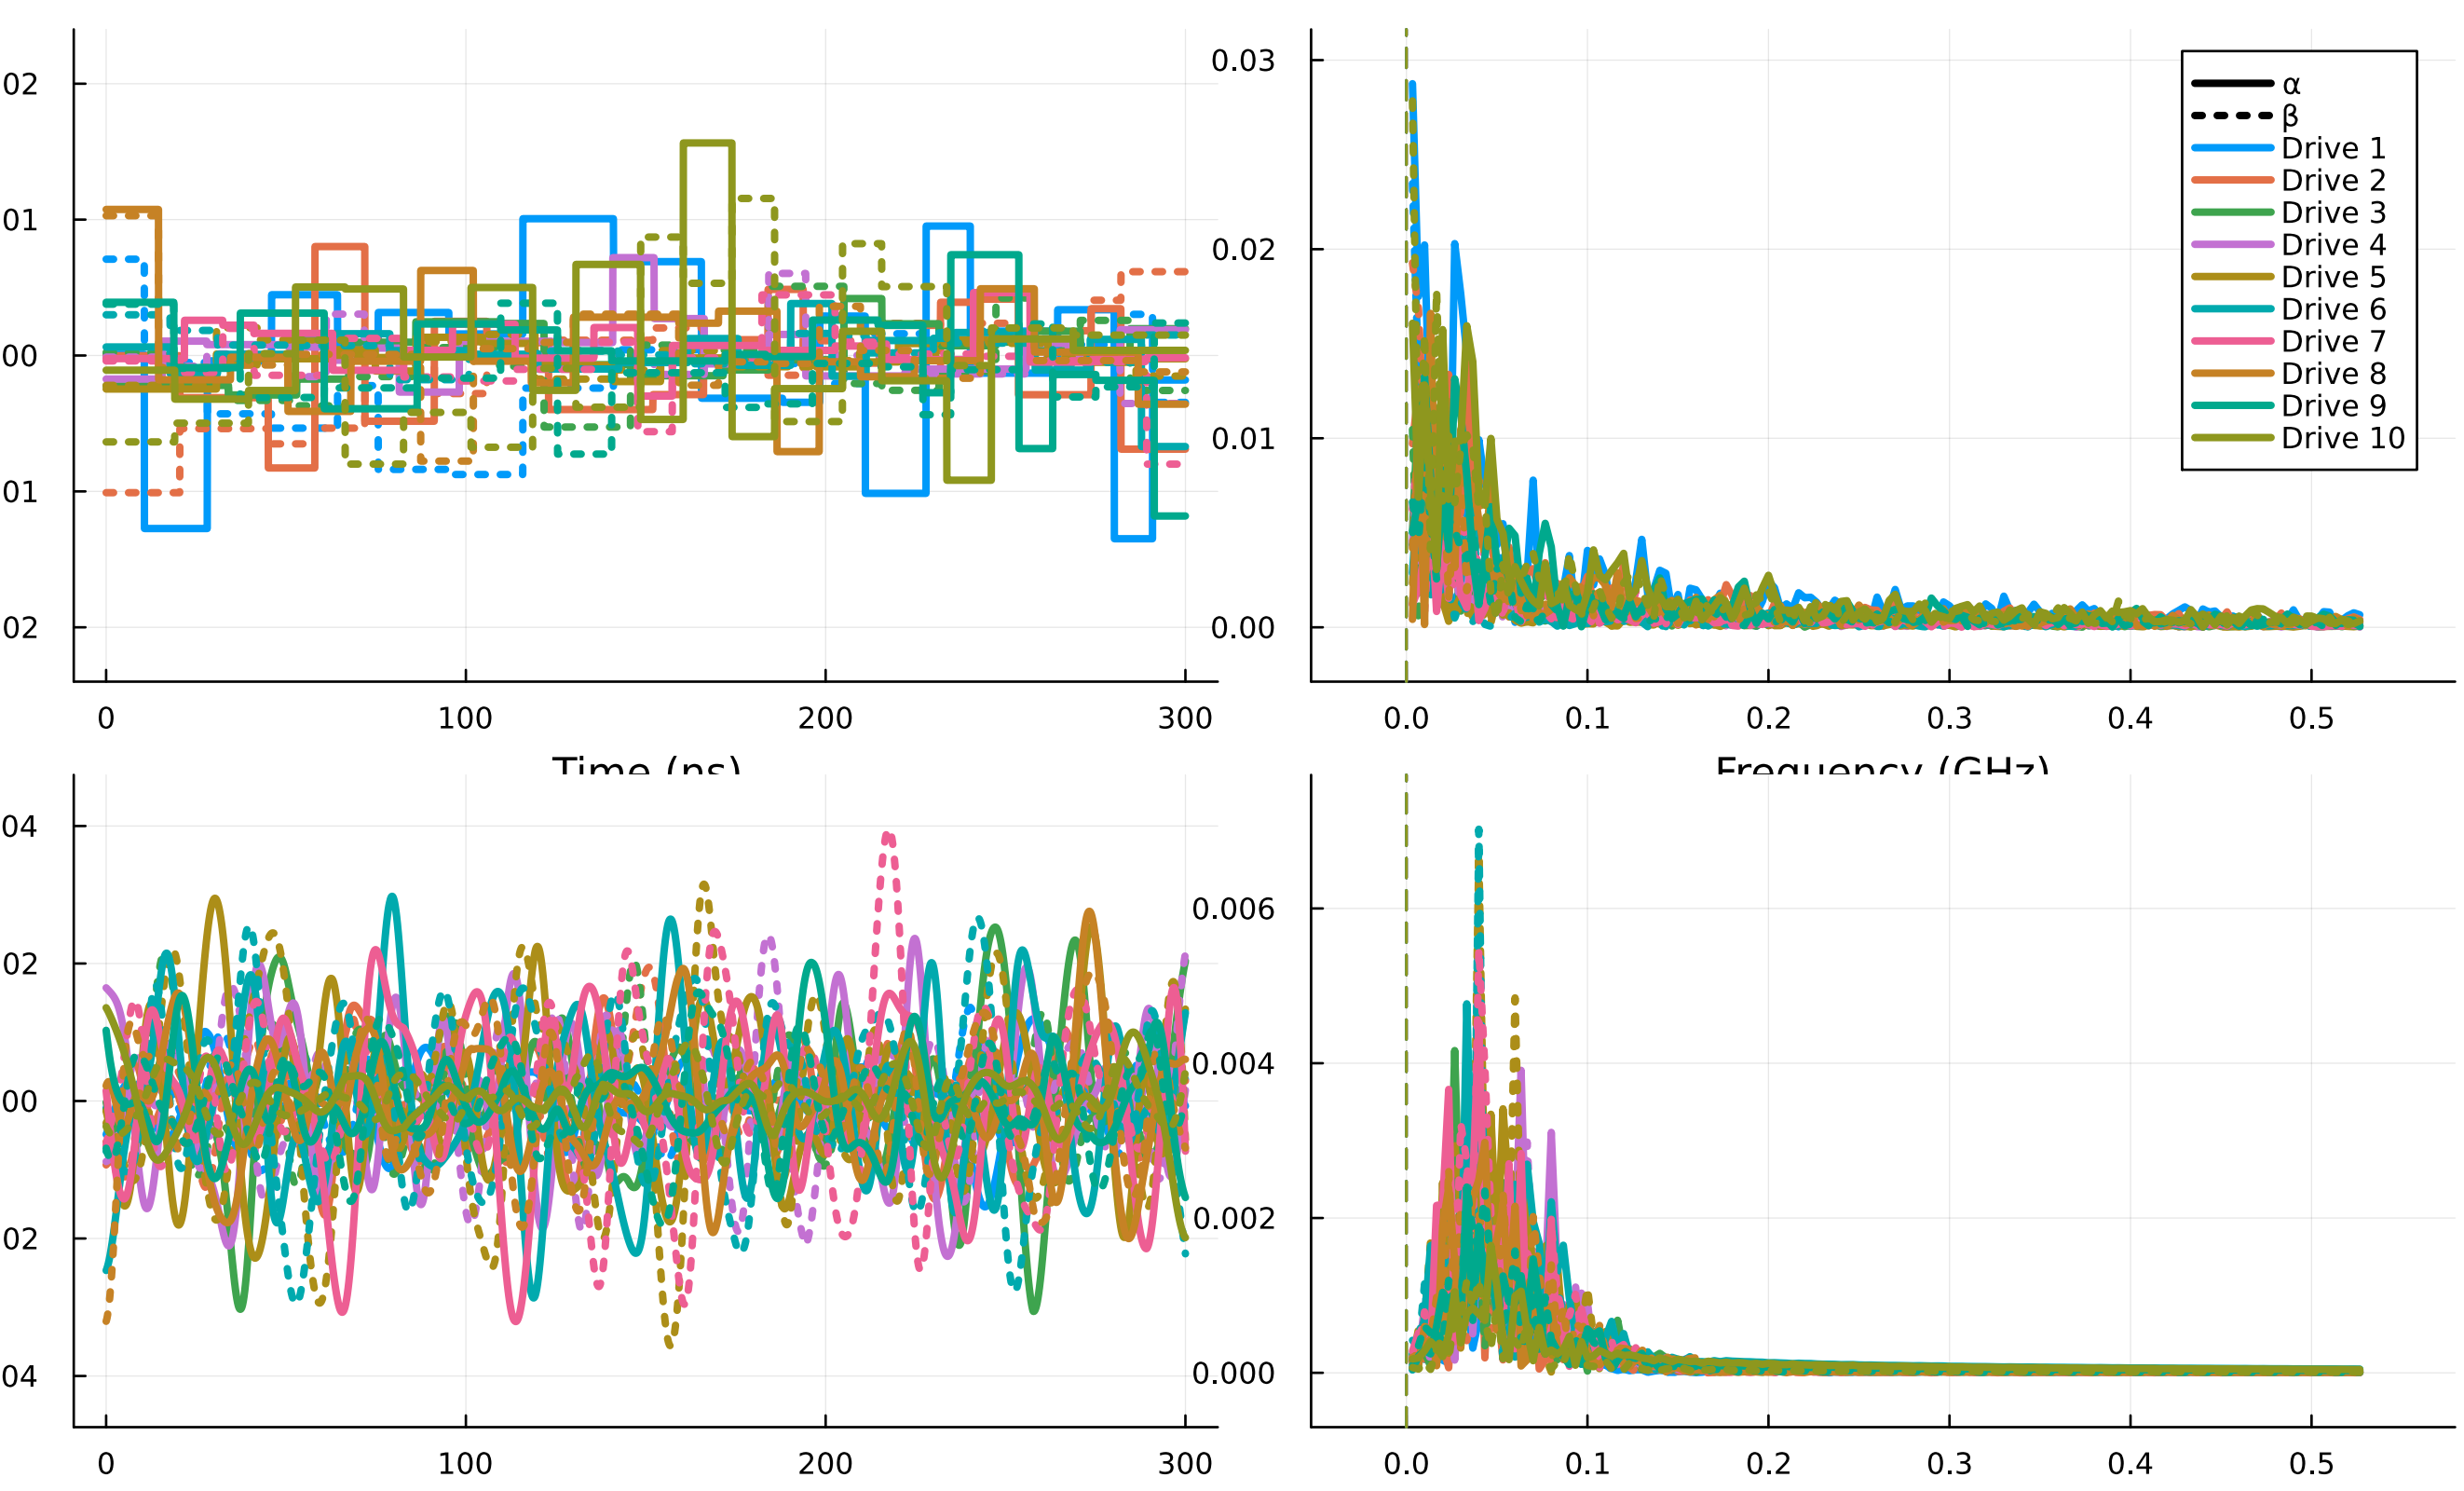 02
01
00
01
02
0
100
200
300
Time (ns)
0.03
0.02
0.01
0.00
0.0
0.1
0.2
0.3
0.4
0.5
Frequency (GHz)
α
β
Drive 1
Drive 2
Drive 3
Drive 4
Drive 5
Drive 6
Drive 7
Drive 8
Drive 9
Drive 10
04
02
00
02
04
0
100
200
300
0.006
0.004
0.002
0.000
0.0
0.1
0.2
0.3
0.4
0.5